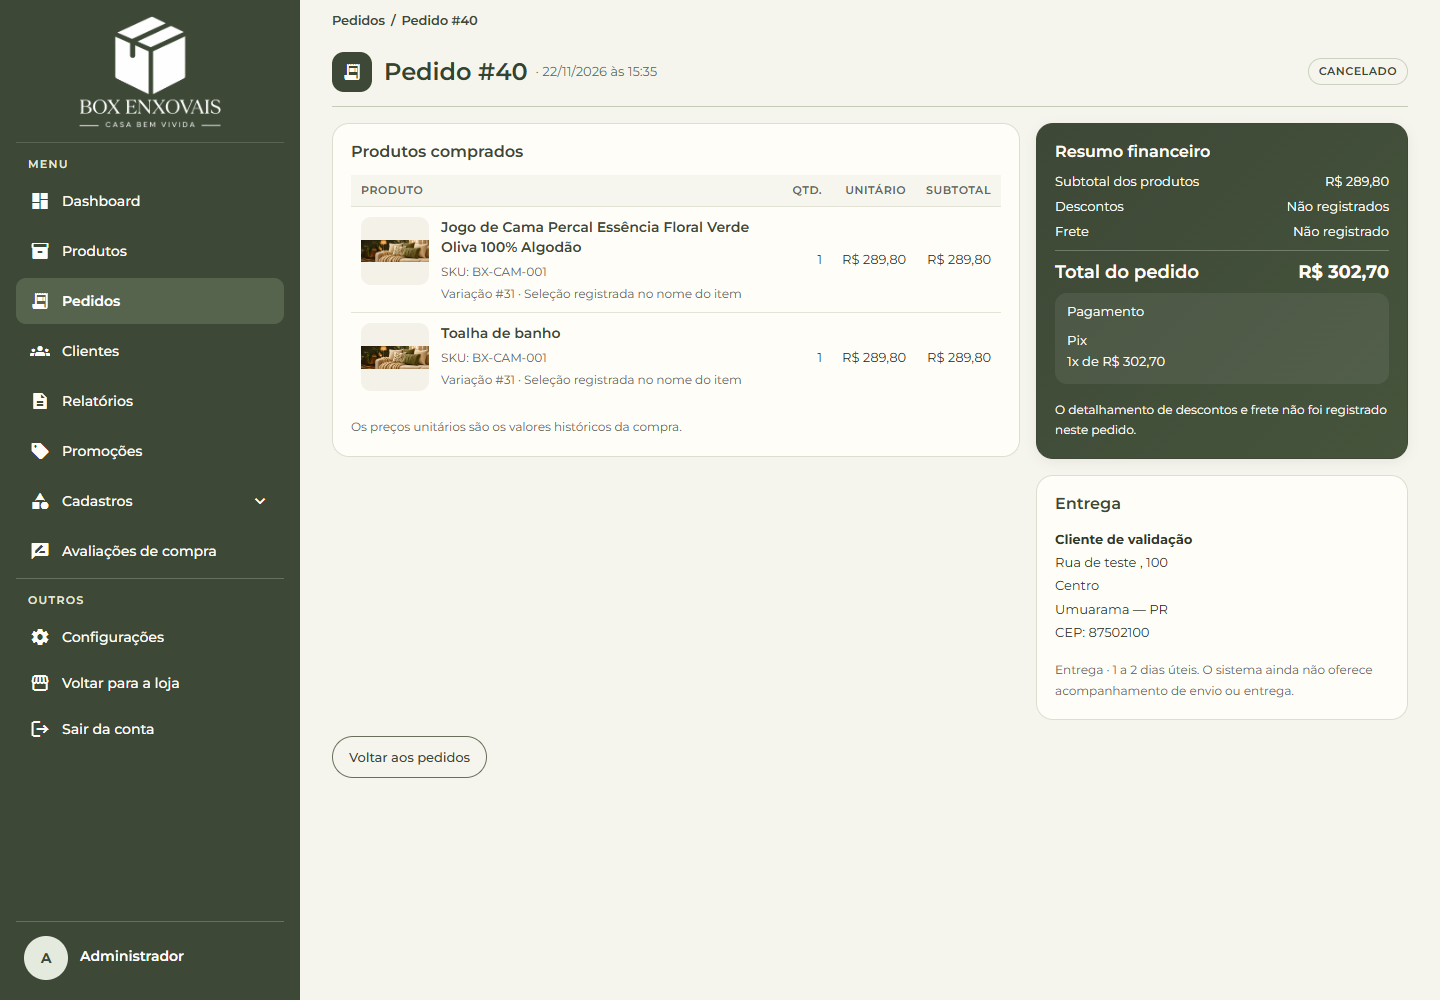 BOX ENXOVAIS
CASA BEM VIVIDA
MENU
Dashboard
Produtos
Pedidos
Clientes
Relatórios
Promoções
Cadastros
Avaliações de compra
OUTROS
Configurações
Voltar para a loja
Sair da conta
A
Administrador
Pedidos / Pedido #40
Pedido #40 · 22/11/2026 às 15:35
CANCELADO
Produtos comprados
PRODUTO QTD. UNITÁRIO SUBTOTAL
Jogo de Cama Percal Essência Floral Verde
Oliva 100% Algodão
SKU: BX-CAM-001
Variação #31 · Seleção registrada no nome do item
1 R$ 289,80 R$ 289,80
Toalha de banho
SKU: BX-CAM-001
Variação #31 · Seleção registrada no nome do item
1 R$ 289,80 R$ 289,80
Os preços unitários são os valores históricos da compra.
Resumo financeiro
Subtotal dos produtos R$ 289,80
Descontos Não registrados
Frete Não registrado
Total do pedido R$ 302,70
Pagamento
Pix
1x de R$ 302,70
O detalhamento de descontos e frete não foi registrado
neste pedido.
Entrega
Cliente de validação
Rua de teste , 100
Centro
Umuarama — PR
CEP: 87502100
Entrega · 1 a 2 dias úteis. O sistema ainda não oferece
acompanhamento de envio ou entrega.
Voltar aos pedidos